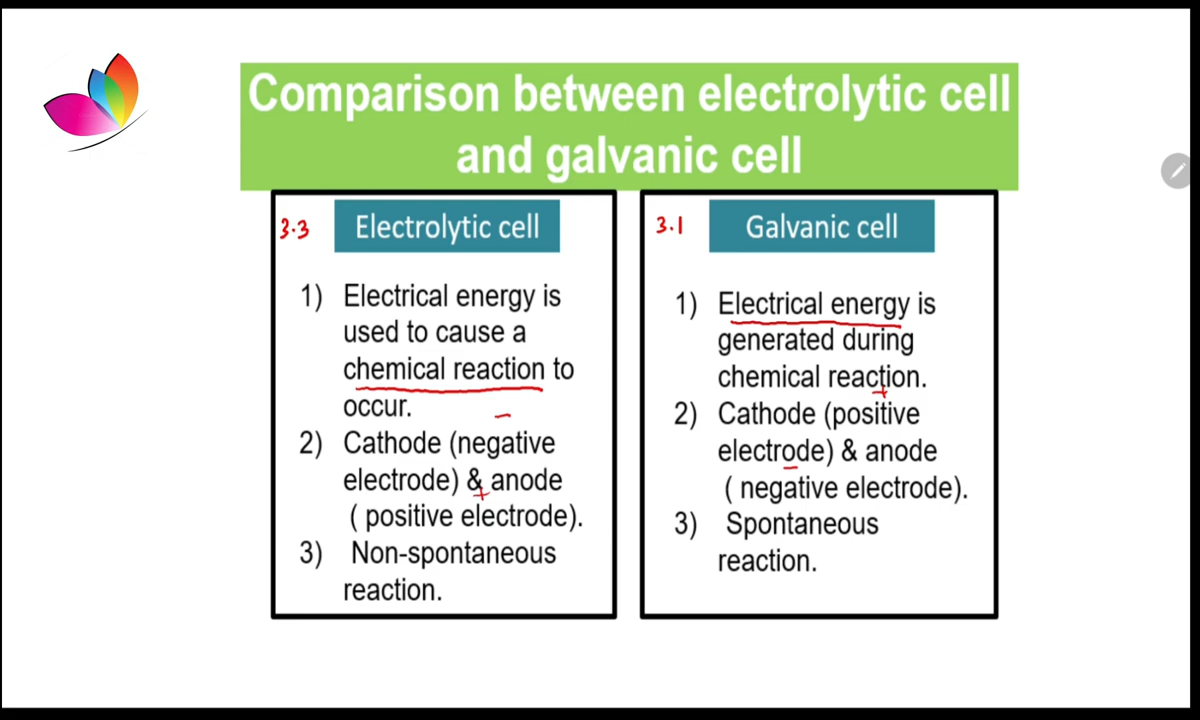 Comparison between electrolytic cell
and galvanic cell
3.3
Electrolytic cell
1) Electrical energy is
used to cause a
chemical reaction to
occur.
2) Cathode (negative
electrode) & anode
( positive electrode).
3) Non-spontaneous
reaction.
3.1
Galvanic cell
1) Electrical energy is
generated during
chemical reaction.
2) Cathode (positive
electrode) & anode
( negative electrode).
3) Spontaneous
reaction.